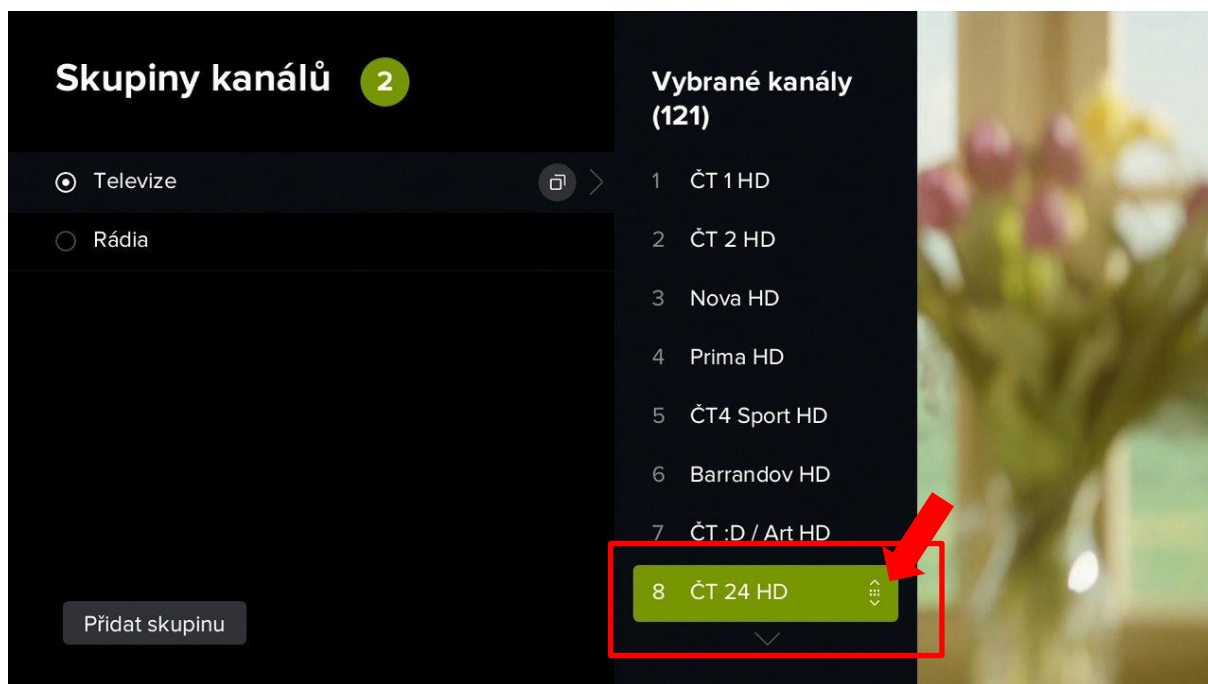 Skupiny kanálů 2
Televize
Rádia
Přidat skupinu
Vybrané kanály
(121)
1 ČT 1 HD
2 ČT 2 HD
3 Nova HD
4 Prima HD
5 ČT4 Sport HD
6 Barrandov HD
7 ČT :D / Art HD
8 ČT 24 HD